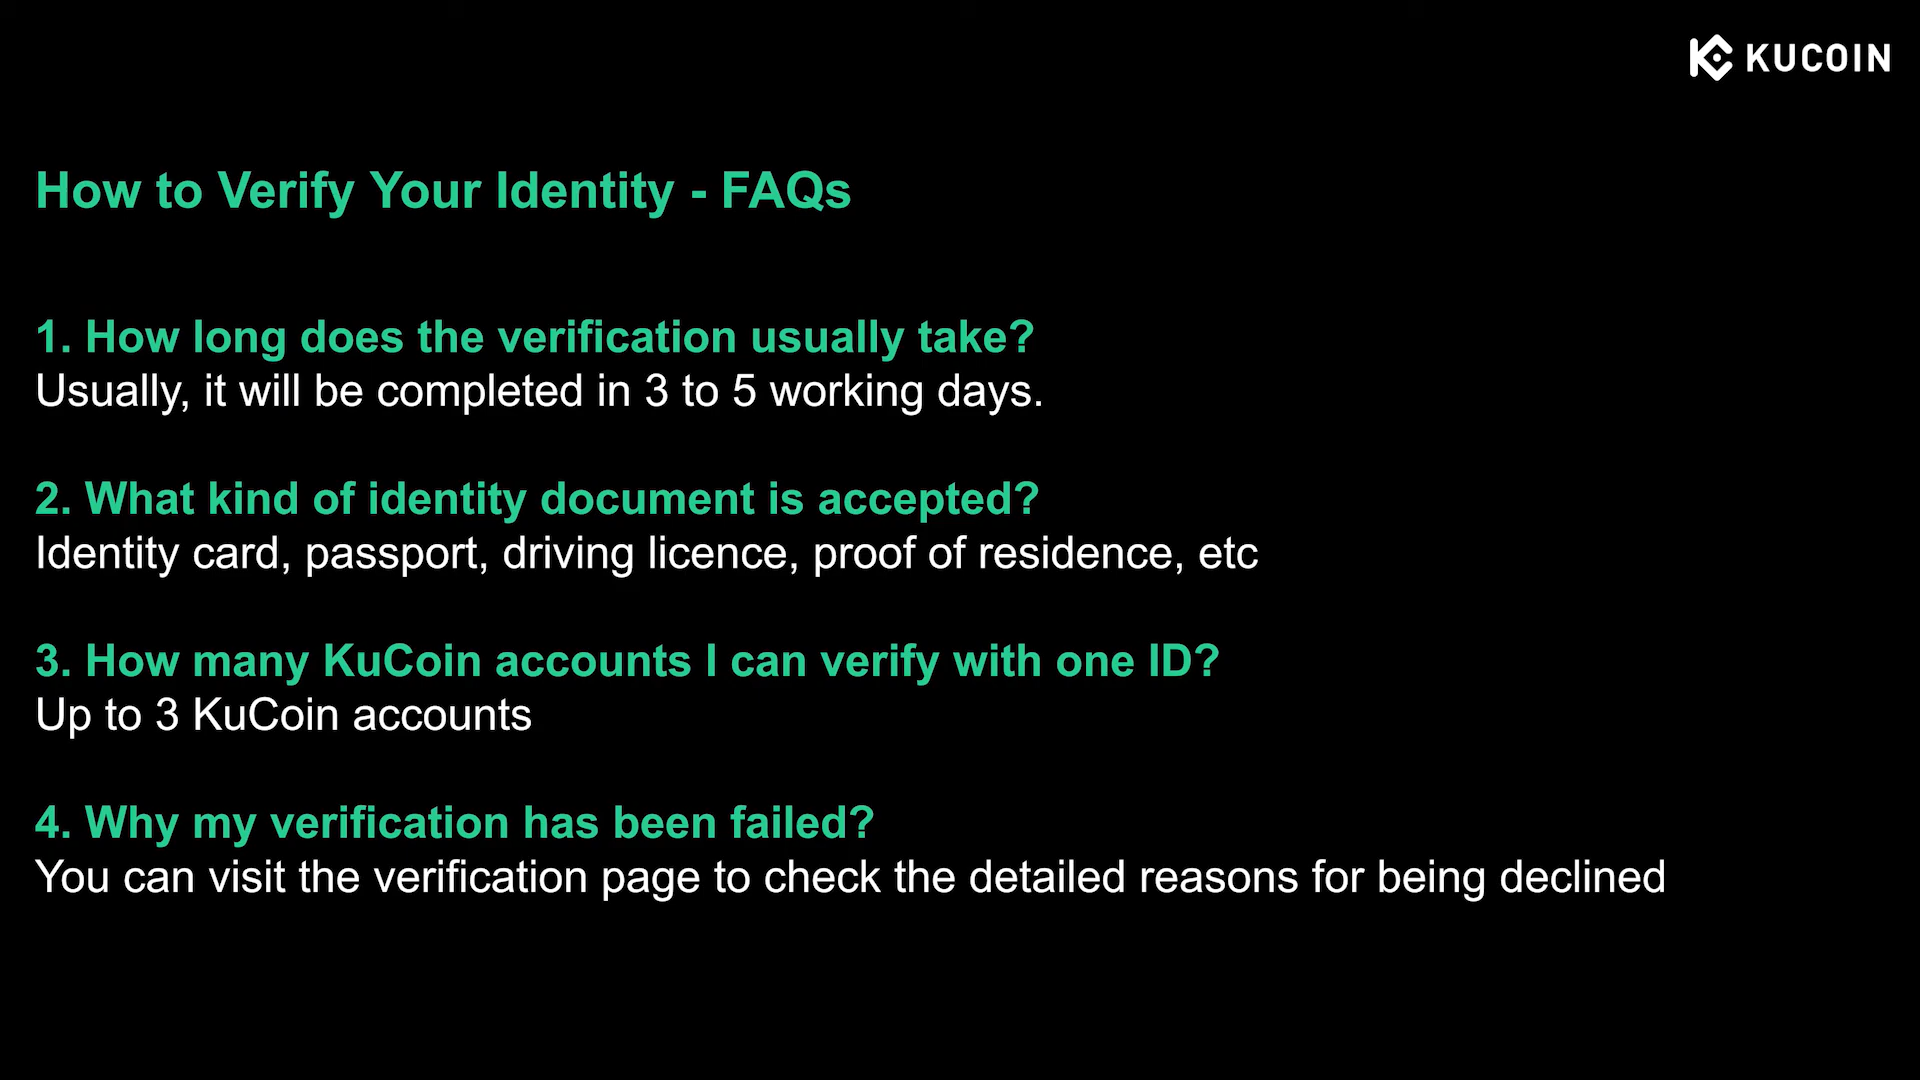 KUCOIN
How to Verify Your Identity - FAQs
1. How long does the verification usually take?
Usually, it will be completed in 3 to 5 working days.
2. What kind of identity document is accepted?
Identity card, passport, driving licence, proof of residence, etc
3. How many KuCoin accounts I can verify with one ID?
Up to 3 KuCoin accounts
4. Why my verification has been failed?
You can visit the verification page to check the detailed reasons for being declined